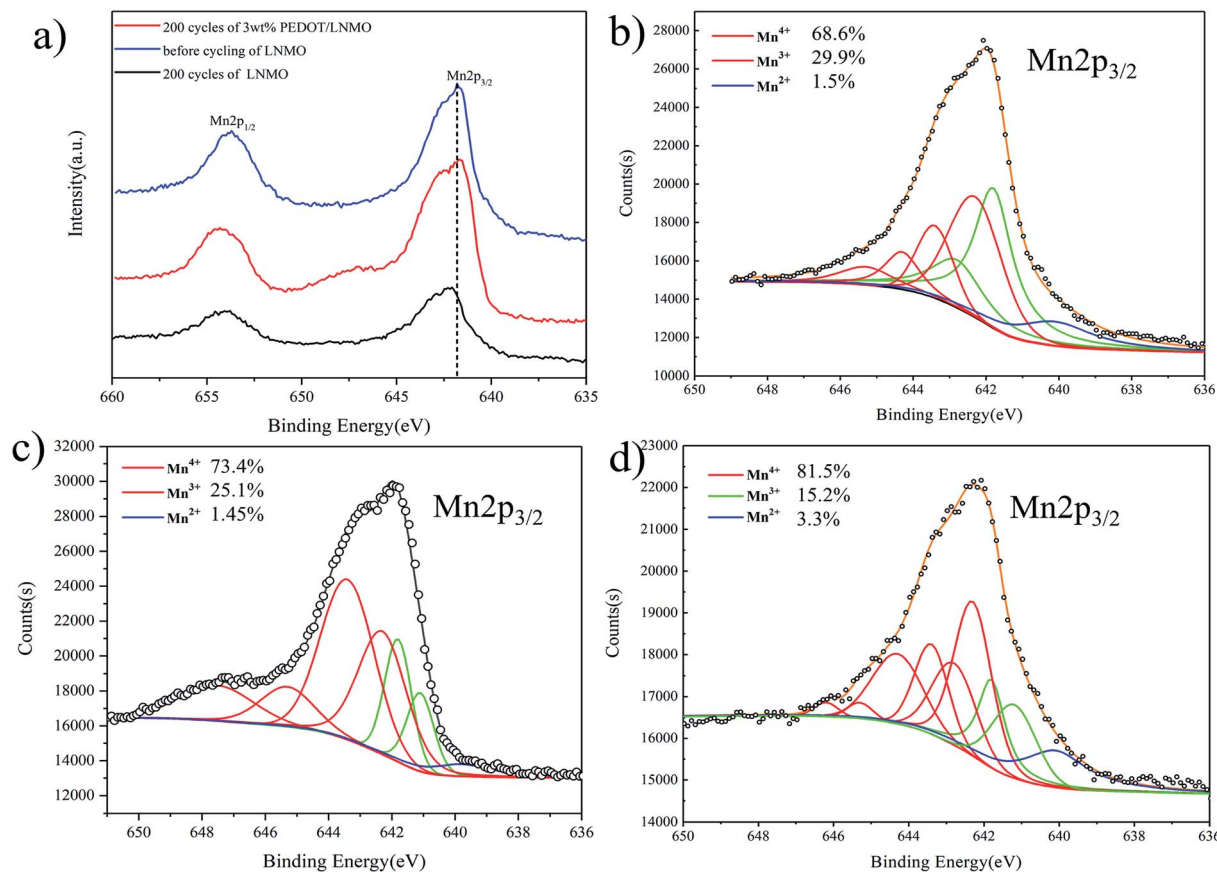 a)
200 cycles of 3wt% PEDOT/LNMO
before cycling of LNMO
200 cycles of LNMO
Mn2p1/2
Mn2p3/2
Intensity(a.u.)
660 655 650 645 640 635
Binding Energy(eV)
b)
Mn4+ 68.6%
Mn3+ 29.9%
Mn2+ 1.5%
Mn2p3/2
Counts(s)
28000
26000
24000
22000
20000
18000
16000
14000
12000
10000
650 648 646 644 642 640 638 636
Binding Energy(eV)
c)
Mn4+ 73.4%
Mn3+ 25.1%
Mn2+ 1.45%
Mn2p3/2
Counts(s)
32000
30000
28000
26000
24000
22000
20000
18000
16000
14000
12000
650 648 646 644 642 640 638 636
Binding Energy(eV)
d)
Mn4+ 81.5%
Mn3+ 15.2%
Mn2+ 3.3%
Mn2p3/2
Counts(s)
23000
22000
21000
20000
19000
18000
17000
16000
15000
14000
650 648 646 644 642 640 638 636
Binding Energy(eV)